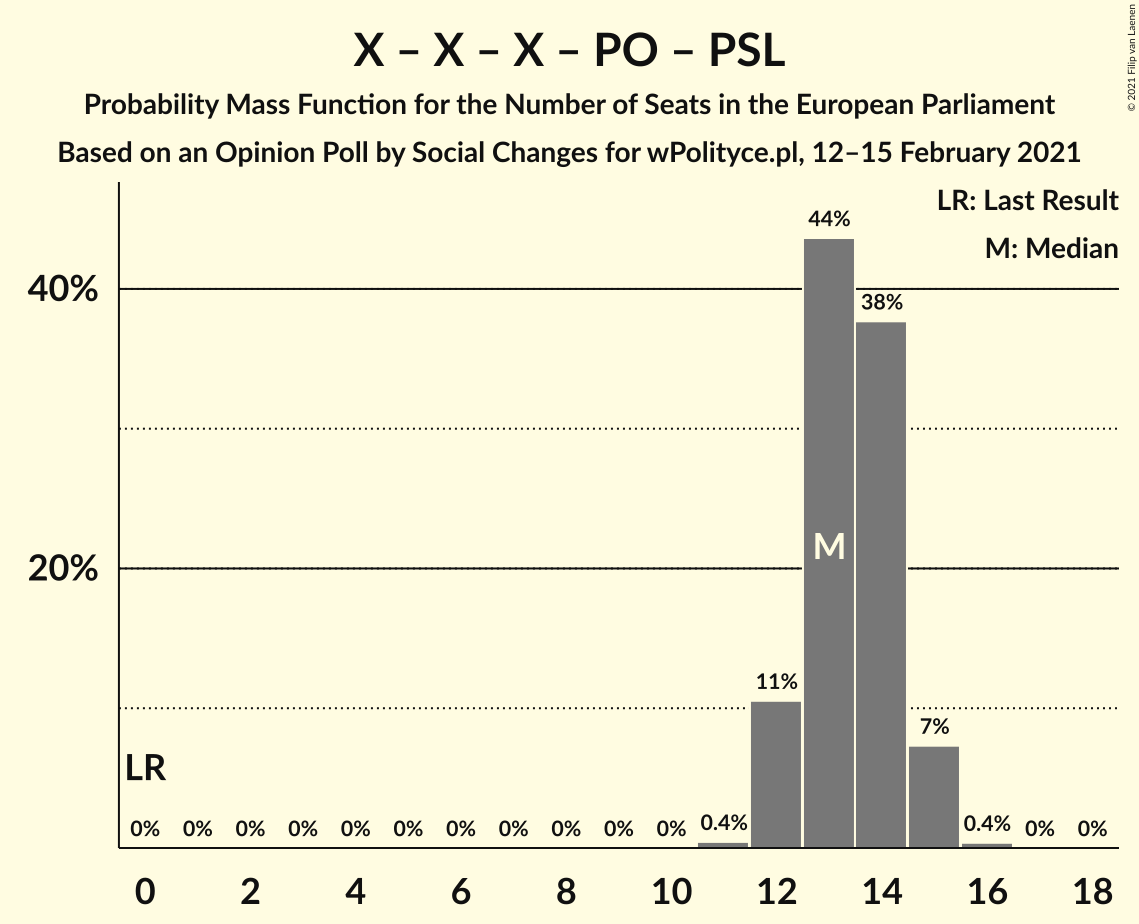 X – X – X – PO – PSL
Probability Mass Function for the Number of Seats in the European Parliament
Based on an Opinion Poll by Social Changes for wPolityce.pl, 12–15 February 2021
© 2021 Filip van Laenen
LR: Last Result
M: Median
44%
40%
38%
M
20%
11%
7%
LR
0% 0% 0% 0% 0% 0% 0% 0% 0% 0% 0% 0.4% 0.4% 0% 0%
0 2 4 6 8 10 12 14 16 18